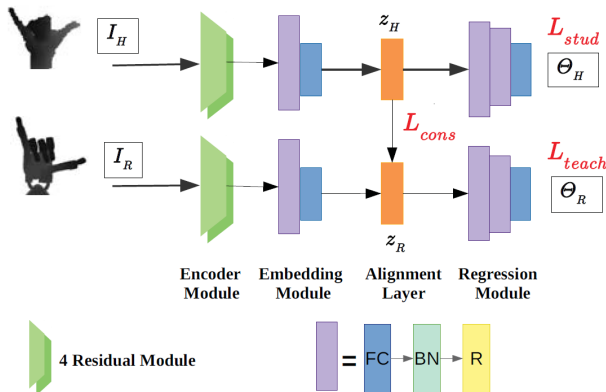 I_H
z_H
L_stud
Θ_H
L_cons
I_R
L_teach
Θ_R
z_R
Encoder Module
Embedding Module
Alignment Layer
Regression Module
4 Residual Module
= FC BN R